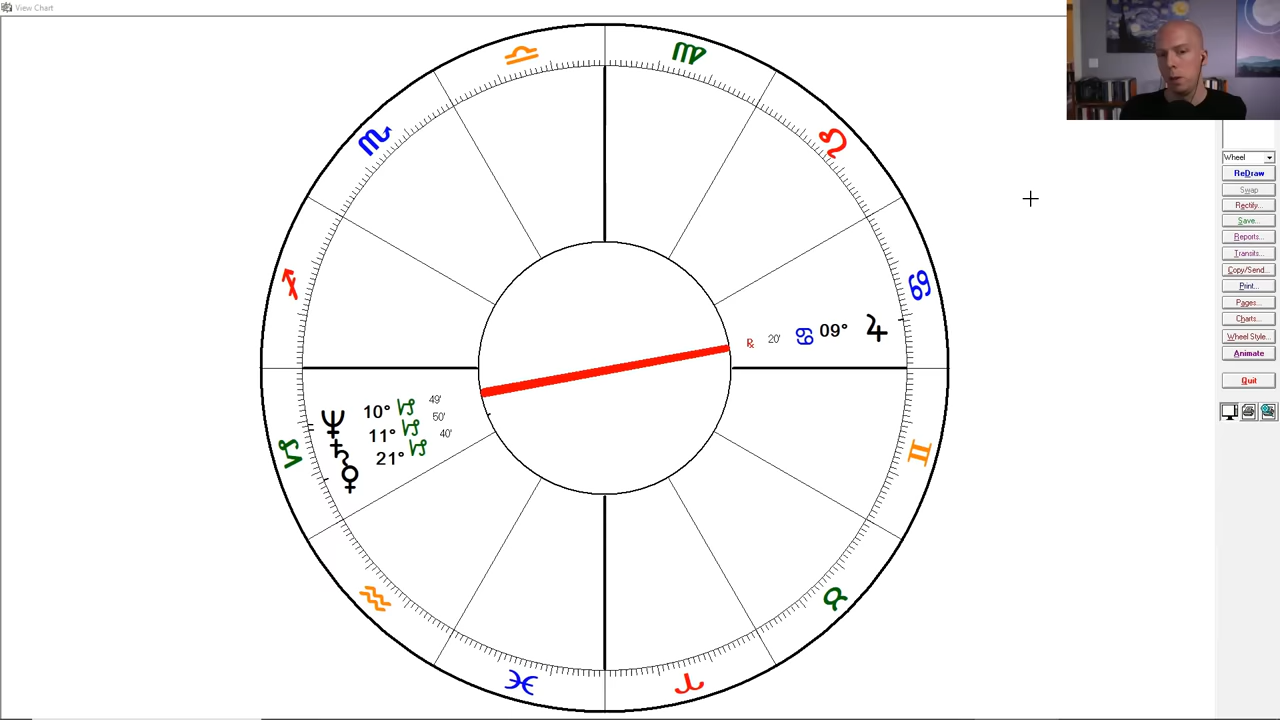 View Chart
♎ ♍
♏ ♌
♐ ♋
℞ 20' ♋ 09° ♃
♆ 10° ♑ 49'
♄ 11° ♑ 50'
♀ 21° ♑ 40'
♑ ♊
♒ ♉
♓ ♈
Wheel
ReDraw
Swap
Rectify...
Save...
Reports...
Transits...
Copy/Send...
Print...
Pages...
Charts...
Wheel Style...
Animate
Quit